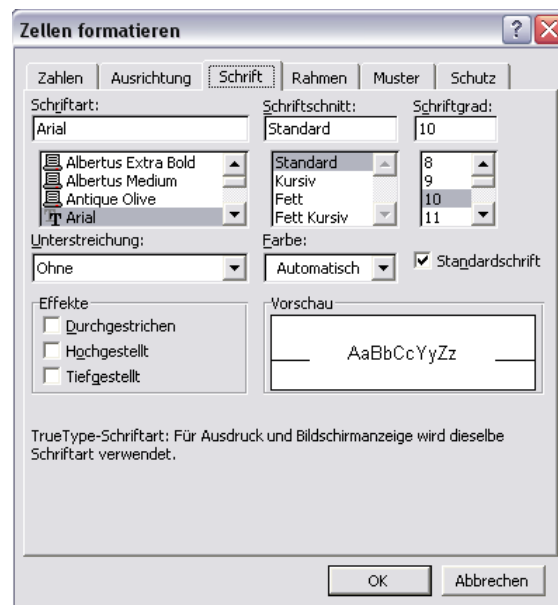 Zellen formatieren
Zahlen Ausrichtung Schrift Rahmen Muster Schutz
Schriftart: Schriftschnitt: Schriftgrad:
Arial Standard 10
Albertus Extra Bold Standard 8
Albertus Medium Kursiv 9
Antique Olive Fett 10
Arial Fett Kursiv 11
Unterstreichung: Farbe:
Ohne Automatisch Standardschrift
Effekte Vorschau
Durchgestrichen
Hochgestellt AaBbCcYyZz
Tiefgestellt
TrueType-Schriftart: Für Ausdruck und Bildschirmanzeige wird dieselbe
Schriftart verwendet.
OK Abbrechen